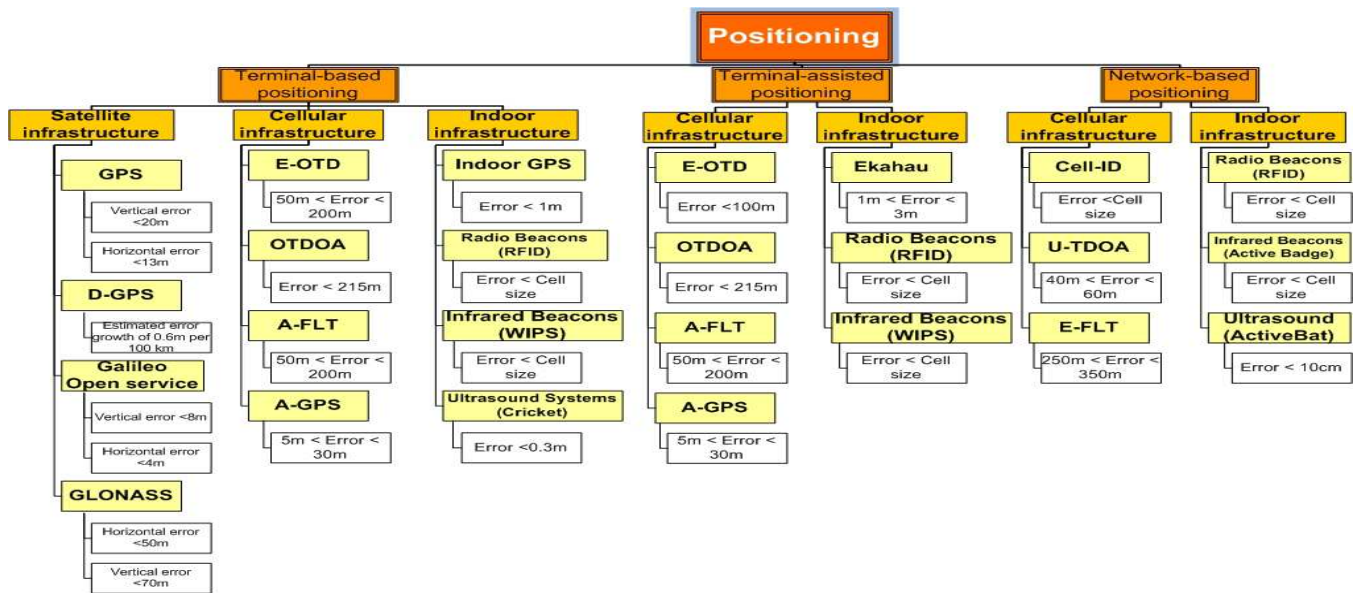 Positioning
Terminal-based
positioning
Satellite
infrastructure
GPS
Vertical error
<20m
Horizontal error
<13m
D-GPS
Estimated error
growth of 0.6m per
100 km
Galileo
Open service
Vertical error <8m
Horizontal error
<4m
GLONASS
Horizontal error
<50m
Vertical error
<70m
Cellular
infrastructure
E-OTD
50m < Error <
200m
OTDOA
Error < 215m
A-FLT
50m < Error <
200m
A-GPS
5m < Error <
30m
Indoor
infrastructure
Indoor GPS
Error < 1m
Radio Beacons
(RFID)
Error < Cell
size
Infrared Beacons
(WIPS)
Error < Cell
size
Ultrasound Systems
(Cricket)
Error <0.3m
Terminal-assisted
positioning
Cellular
infrastructure
E-OTD
Error <100m
OTDOA
Error < 215m
A-FLT
50m < Error <
200m
A-GPS
5m < Error <
30m
Indoor
infrastructure
Ekahau
1m < Error <
3m
Radio Beacons
(RFID)
Error < Cell
size
Infrared Beacons
(WIPS)
Error < Cell
size
Network-based
positioning
Cellular
infrastructure
Cell-ID
Error <Cell
size
U-TDOA
40m < Error <
60m
E-FLT
250m < Error <
350m
Indoor
infrastructure
Radio Beacons
(RFID)
Error < Cell
size
Infrared Beacons
(Active Badge)
Error < Cell
size
Ultrasound
(ActiveBat)
Error < 10cm